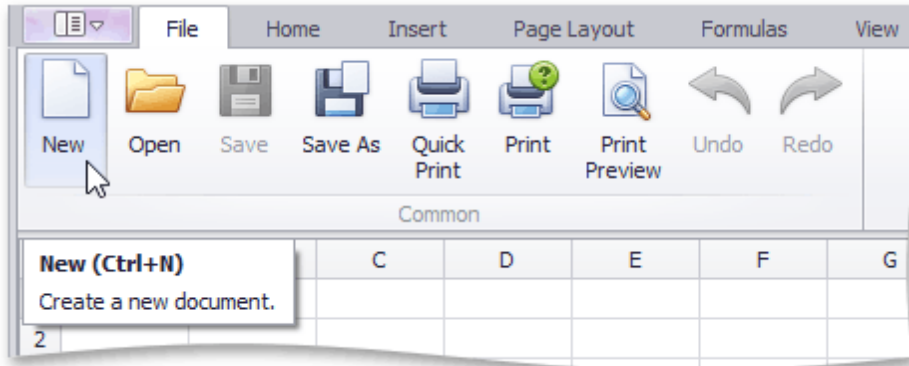 File Home Insert Page Layout Formulas View
New Open Save Save As Quick Print Print Print Preview Undo Redo
Common
New (Ctrl+N)
Create a new document.
C D E F G
2